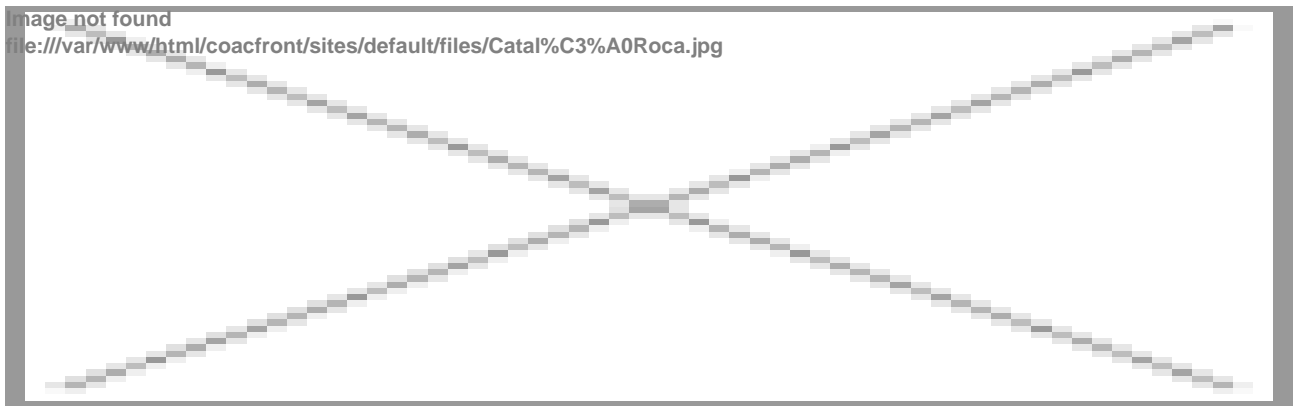 Image not found
file:///var/www/html/coacfront/sites/default/files/Catal%C3%A0Roca.jpg